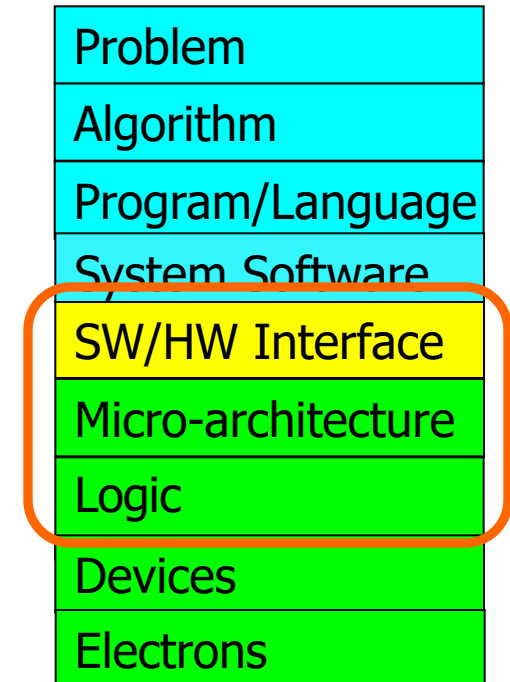 Problem
Algorithm
Program/Language
System Software
SW/HW Interface
Micro-architecture
Logic
Devices
Electrons